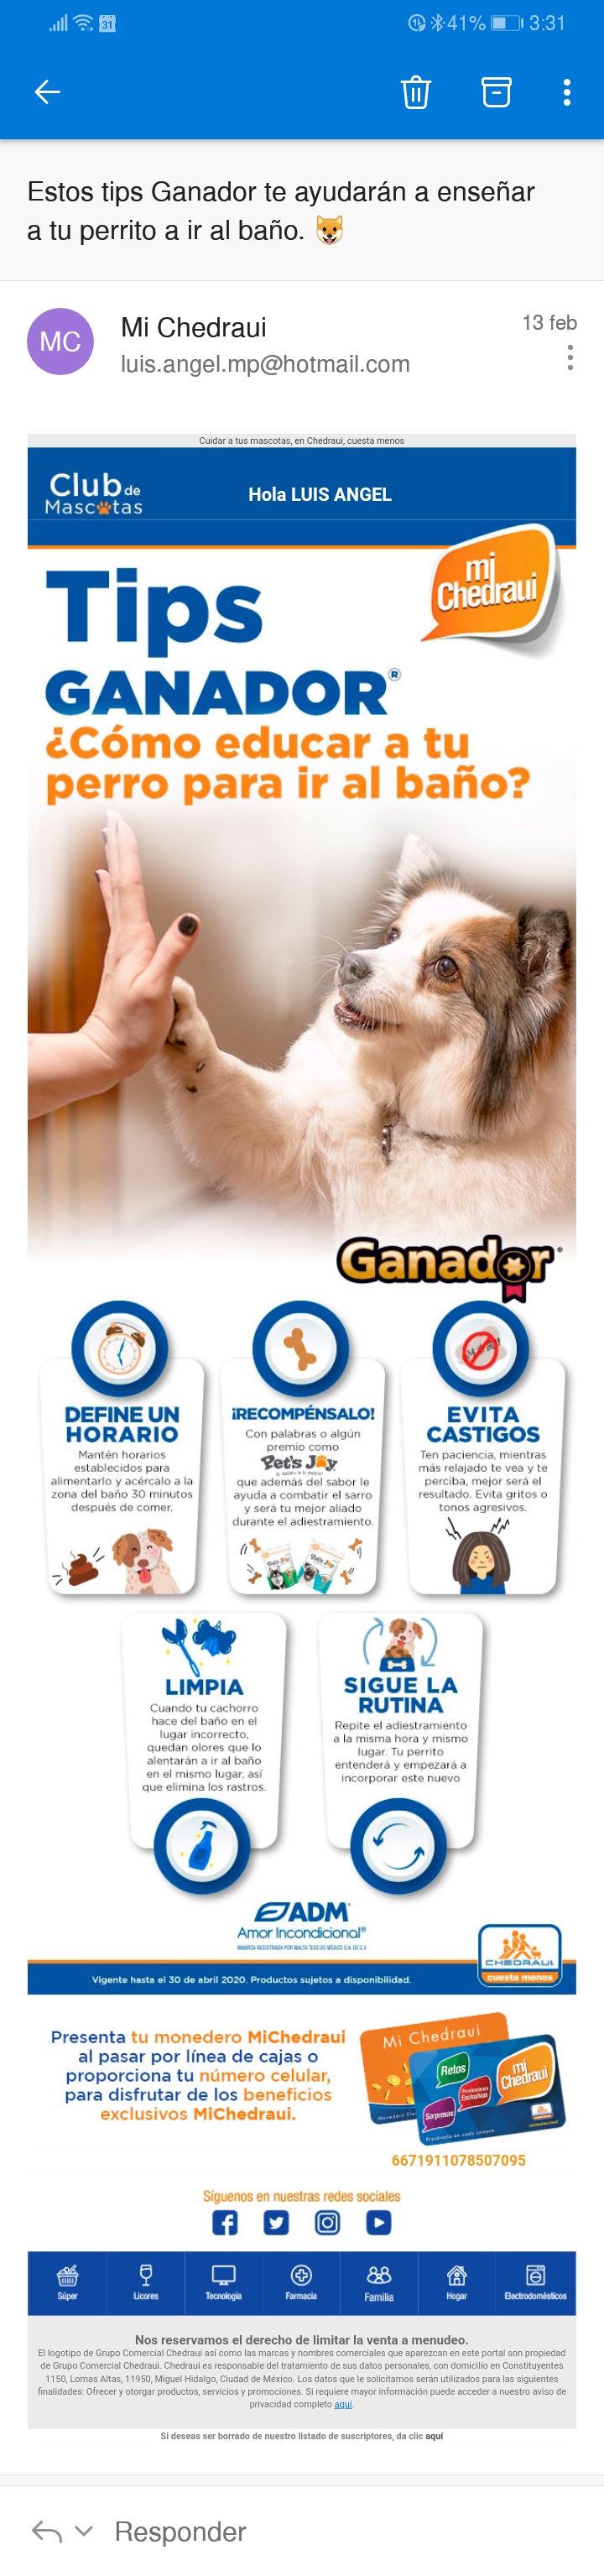 31 41% 3:31
Estos tips Ganador te ayudarán a enseñar
a tu perrito a ir al baño.
MC
Mi Chedraui
13 feb
luis.angel.mp@hotmail.com
Cuidar a tus mascotas, en Chedraui, cuesta menos
Club de
Mascotas
Hola LUIS ANGEL
mi
Chedraui
Tips
GANADOR®
¿Cómo educar a tu
perro para ir al baño?
Ganador®
DEFINE UN
HORARIO
Mantén horarios
establecidos para
alimentarlo y acércalo a la
zona del baño 30 minutos
después de comer.
¡RECOMPÉNSALO!
Con palabras o algún
premio como
Pet's Joy
que además del sabor le
ayuda a combatir el sarro
y será tu mejor aliado
durante el adiestramiento.
EVITA
CASTIGOS
Ten paciencia, mientras
más relajado te vea y te
perciba, mejor será el
resultado. Evita gritos o
tonos agresivos.
LIMPIA
Cuando tu cachorro
hace del baño en el
lugar incorrecto,
quedan olores que lo
alentarán a ir al baño
en el mismo lugar, así
que elimina los rastros.
SIGUE LA
RUTINA
Repite el adiestramiento
a la misma hora y mismo
lugar. Tu perrito
entenderá y empezará a
incorporar este nuevo
ADM
Amor Incondicional®
CHEDRAUI
cuesta menos
Vigente hasta el 30 de abril 2020. Productos sujetos a disponibilidad.
Presenta tu monedero MiChedraui
al pasar por línea de cajas o
proporciona tu número celular,
para disfrutar de los beneficios
exclusivos MiChedraui.
Mi Chedraui
Retos
Promociones
Exclusivas
Sorpresas
mi
Chedraui
6671911078507095
Síguenos en nuestras redes sociales
Súper
Licores
Tecnología
Farmacia
Familia
Hogar
Electrodomésticos
Nos reservamos el derecho de limitar la venta a menudeo.
El logotipo de Grupo Comercial Chedraui así como las marcas y nombres comerciales que aparezcan en este portal son propiedad
de Grupo Comercial Chedraui. Chedraui es responsable del tratamiento de sus datos personales, con domicilio en Constituyentes
1150, Lomas Altas, 11950, Miguel Hidalgo, Ciudad de México. Los datos que le solicitamos serán utilizados para las siguientes
finalidades: Ofrecer y otorgar productos, servicios y promociones. Si requiere mayor información puede acceder a nuestro aviso de
privacidad completo aquí.
Si deseas ser borrado de nuestro listado de suscriptores, da clic aquí
Responder